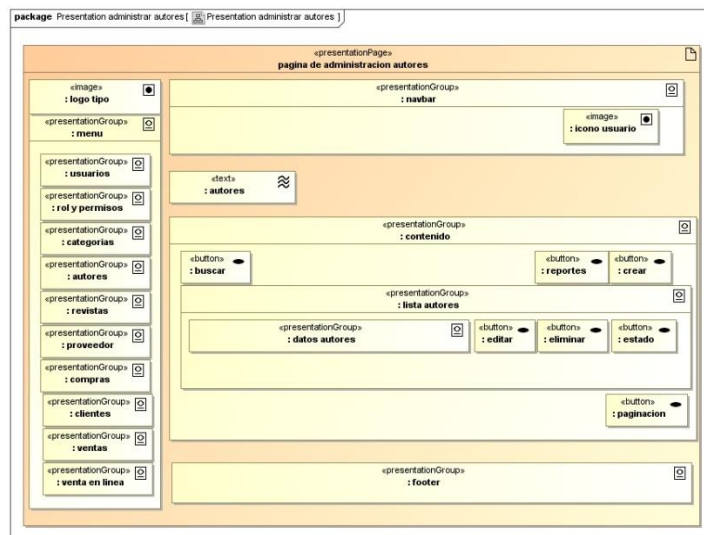 package Presentation administrar autores [ Presentation administrar autores ]
«presentationPage»
pagina de administracion autores
«image»
: logo tipo
«presentationGroup»
: menu
«presentationGroup»
: usuarios
«presentationGroup»
: rol y permisos
«presentationGroup»
: categorias
«presentationGroup»
: autores
«presentationGroup»
: revistas
«presentationGroup»
: proveedor
«presentationGroup»
: compras
«presentationGroup»
: clientes
«presentationGroup»
: ventas
«presentationGroup»
: venta en linea
«presentationGroup»
: navbar
«image»
: icono usuario
«text»
: autores
«presentationGroup»
: contenido
«button»
: buscar
«button»
: reportes
«button»
: crear
«presentationGroup»
: lista autores
«presentationGroup»
: datos autores
«button»
: editar
«button»
: eliminar
«button»
: estado
«button»
: paginacion
«presentationGroup»
: footer